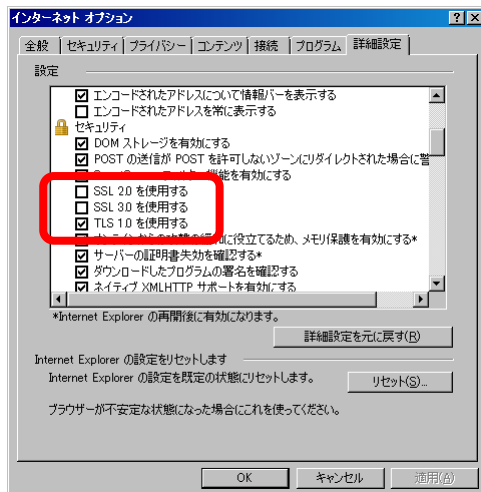 インターネット オプション
全般 セキュリティ プライバシー コンテンツ 接続 プログラム 詳細設定
設定
エンコードされたアドレスについて情報バーを表示する
エンコードされたアドレスを常に表示する
セキュリティ
DOM ストレージを有効にする
POST の送信が POST を許可しないゾーンにリダイレクトされた場合に警
機能を有効にする
SSL 2.0 を使用する
SSL 3.0 を使用する
TLS 1.0 を使用する
に役立てるため、メモリ保護を有効にする*
サーバーの証明書失効を確認する*
ダウンロードしたプログラムの署名を確認する
ネイティブ XMLHTTP サポートを有効にする
*Internet Explorer の再開後に有効になります。
詳細設定を元に戻す(R)
Internet Explorer の設定をリセットします
Internet Explorer の設定を既定の状態にリセットします。
リセット(S)...
ブラウザーが不安定な状態になった場合にこれを使ってください。
OK キャンセル 適用(A)